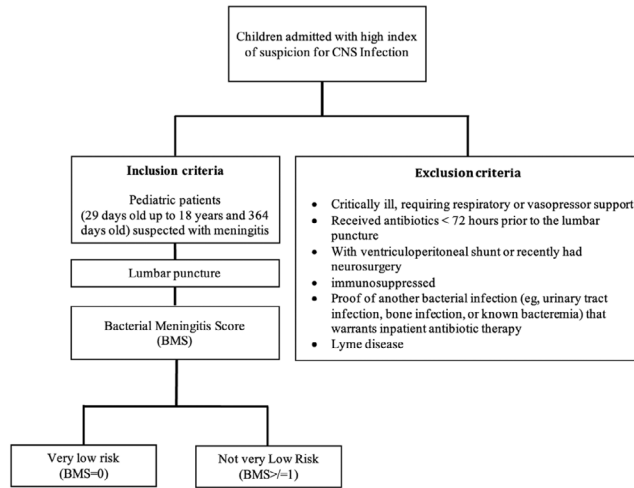 Children admitted with high index
of suspicion for CNS Infection
Inclusion criteria
Pediatric patients
(29 days old up to 18 years and 364
days old) suspected with meningitis
Lumbar puncture
Bacterial Meningitis Score
(BMS)
Very low risk
(BMS=0)
Not very Low Risk
(BMS>/=1)
Exclusion criteria
• Critically ill, requiring respiratory or vasopressor support
• Received antibiotics < 72 hours prior to the lumbar
puncture
• With ventriculoperitoneal shunt or recently had
neurosurgery
• immunosuppressed
• Proof of another bacterial infection (eg, urinary tract
infection, bone infection, or known bacteremia) that
warrants inpatient antibiotic therapy
• Lyme disease